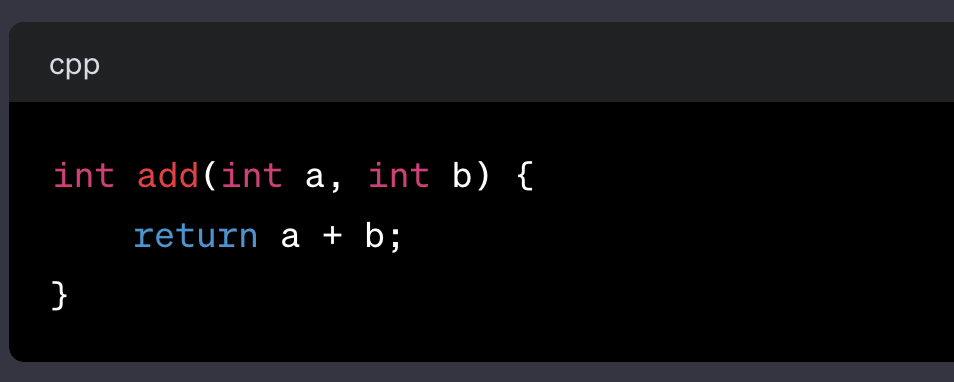 cpp
int add(int a, int b) {
    return a + b;
}